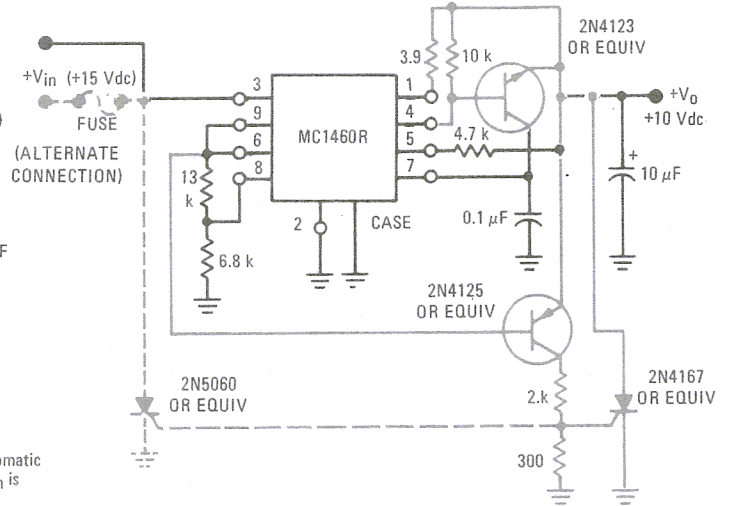 2N4123
OR EQUIV
3.9
10 k
+Vin (+15 Vdc)
3
1
+Vo
+10 Vdc
FUSE
9
4
MC1460R
4.7 k
6
5
(ALTERNATE
CONNECTION)
13
k
8
7
+
10 μF
2
CASE
0.1 μF
6.8 k
F
2N4125
OR EQUIV
2N5060
OR EQUIV
2.k
2N4167
OR EQUIV
300
omatic
n is
)